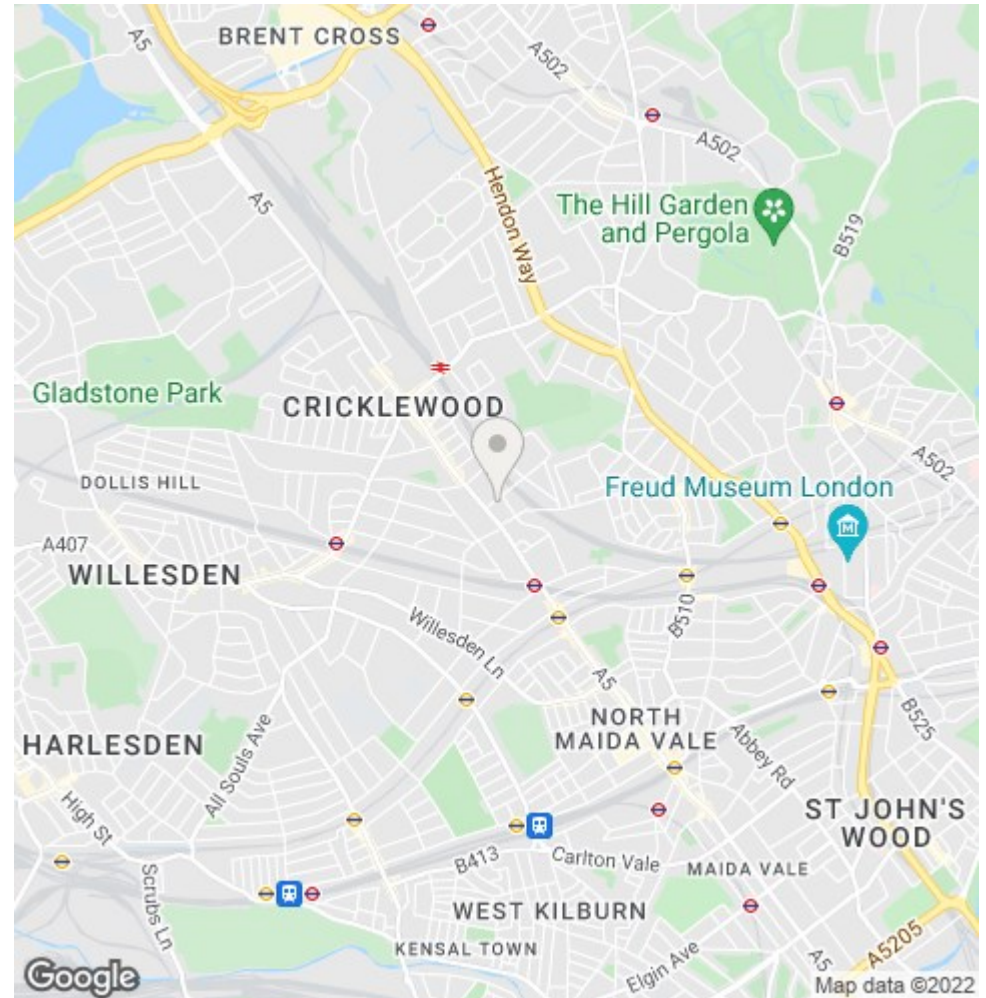 BRENT CROSS
A5
A502
A502
A5
Hendon Way
The Hill Garden
and Pergola
B519
Gladstone Park
CRICKLEWOOD
A502
DOLLIS HILL
Freud Museum London
M
A407
WILLESDEN
Willesden Ln
B510
A5
NORTH
MAIDA VALE
Abbey Rd
B525
HARLESDEN
All Souls Ave
High St
ST JOHN'S
WOOD
B413
Carlton Vale
MAIDA VALE
Scrubs Ln
WEST KILBURN
KENSAL TOWN
Elgin Ave
A5
A5205
Google
Map data ©2022